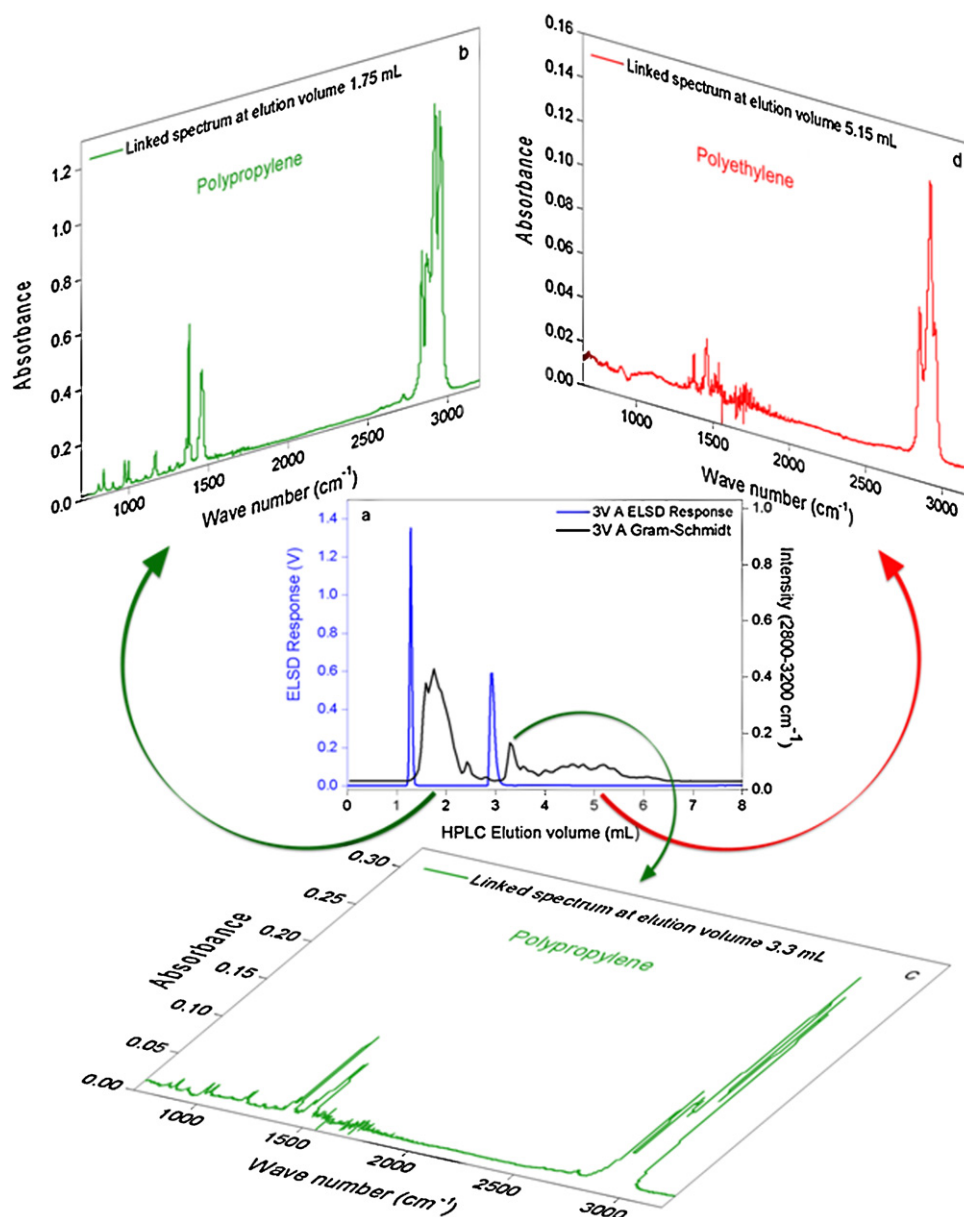 b
Linked spectrum at elution volume 1.75 mL
Polypropylene
Absorbance
1.2
1.0
0.8
0.6
0.4
0.2
0.0
1000 1500 2000 2500 3000
Wave number (cm⁻¹)
d
Linked spectrum at elution volume 5.15 mL
Polyethylene
Absorbance
0.16
0.14
0.12
0.10
0.08
0.06
0.04
0.02
0.00
1000 1500 2000 2500 3000
Wave number (cm⁻¹)
a
3V A ELSD Response
3V A Gram-Schmidt
ELSD Response (V)
1.4
1.2
1.0
0.8
0.6
0.4
0.2
0.0
Intensity (2800-3200 cm⁻¹)
1.0
0.8
0.6
0.4
0.2
0.0
0 1 2 3 4 5 6 7 8
HPLC Elution volume (mL)
c
Linked spectrum at elution volume 3.3 mL
Polypropylene
Absorbance
0.30
0.25
0.20
0.15
0.10
0.05
0.00
1000 1500 2000 2500 3000
Wave number (cm⁻¹)